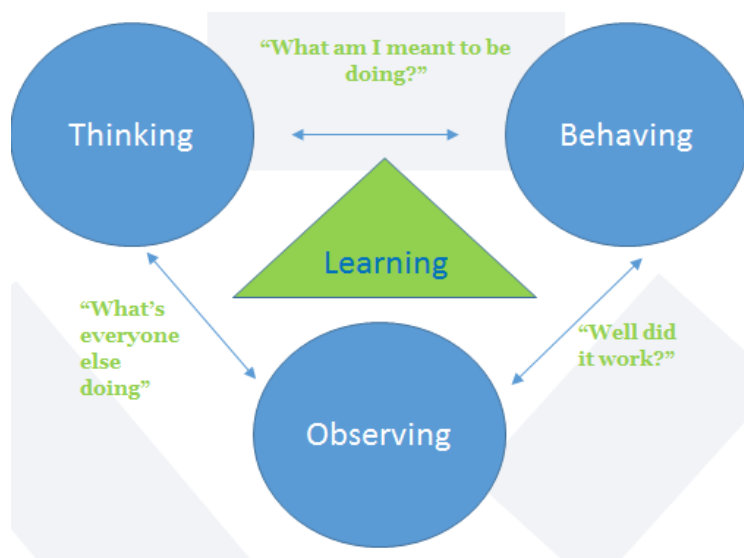 “What am I meant to be
doing?”
Thinking
Behaving
Learning
“What’s
everyone
else
doing”
“Well did
it work?”
Observing